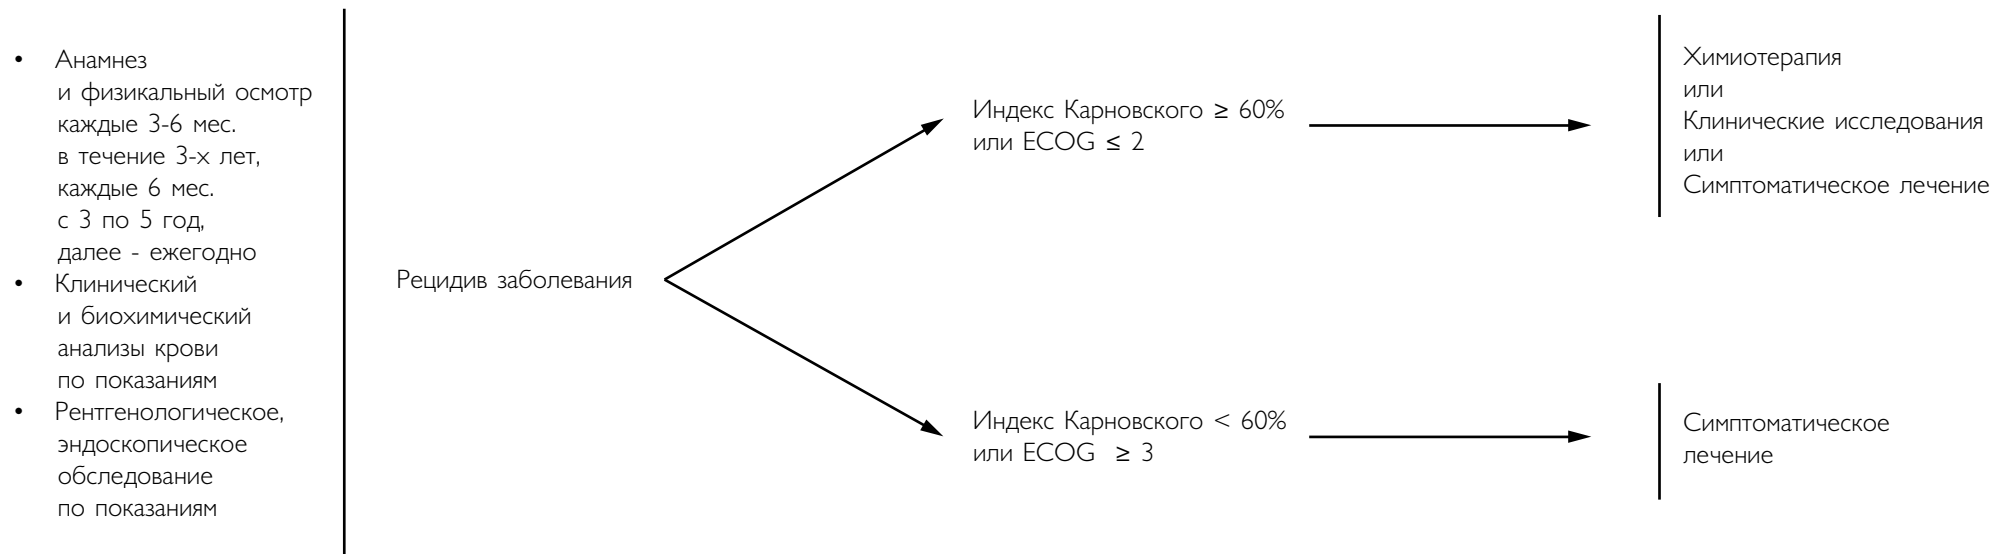 • Анамнез
и физикальный осмотр
каждые 3-6 мес.
в течение 3-х лет,
каждые 6 мес.
с 3 по 5 год,
далее - ежегодно
• Клинический
и биохимический
анализы крови
по показаниям
• Рентгенологическое,
эндоскопическое
обследование
по показаниям
Рецидив заболевания
Индекс Карновского ≥ 60%
или ECOG ≤ 2
Химиотерапия
или
Клинические исследования
или
Симптоматическое лечение
Индекс Карновского < 60%
или ECOG ≥ 3
Симптоматическое
лечение